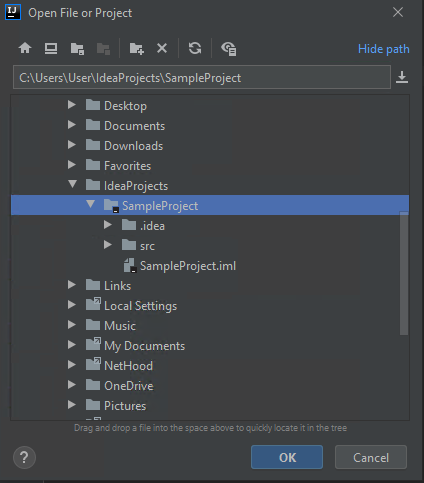 IJ Open File or Project
Hide path
C:\Users\User\IdeaProjects\SampleProject
Desktop
Documents
Downloads
Favorites
IdeaProjects
SampleProject
.idea
src
SampleProject.iml
Links
Local Settings
Music
My Documents
NetHood
OneDrive
Pictures
Drag and drop a file into the space above to quickly locate it in the tree
? OK Cancel